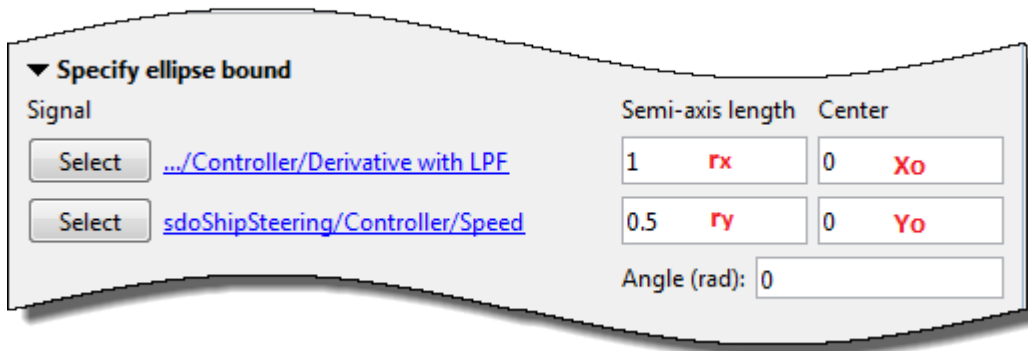 Specify ellipse bound
Signal Semi-axis length Center
Select .../Controller/Derivative with LPF 1 rx 0 Xo
Select sdoShipSteering/Controller/Speed 0.5 ry 0 Yo
Angle (rad): 0